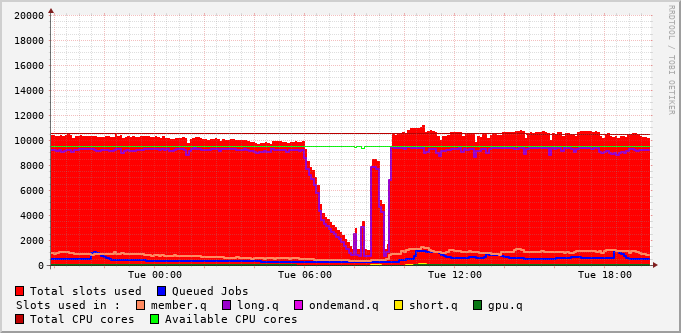 20000
18000
16000
14000
12000
10000
8000
6000
4000
2000
0
Tue 00:00 Tue 06:00 Tue 12:00 Tue 18:00
RRDTOOL / TOBI OETIKER
Total slots used Queued Jobs
Slots used in : member.q long.q ondemand.q short.q gpu.q
Total CPU cores Available CPU cores